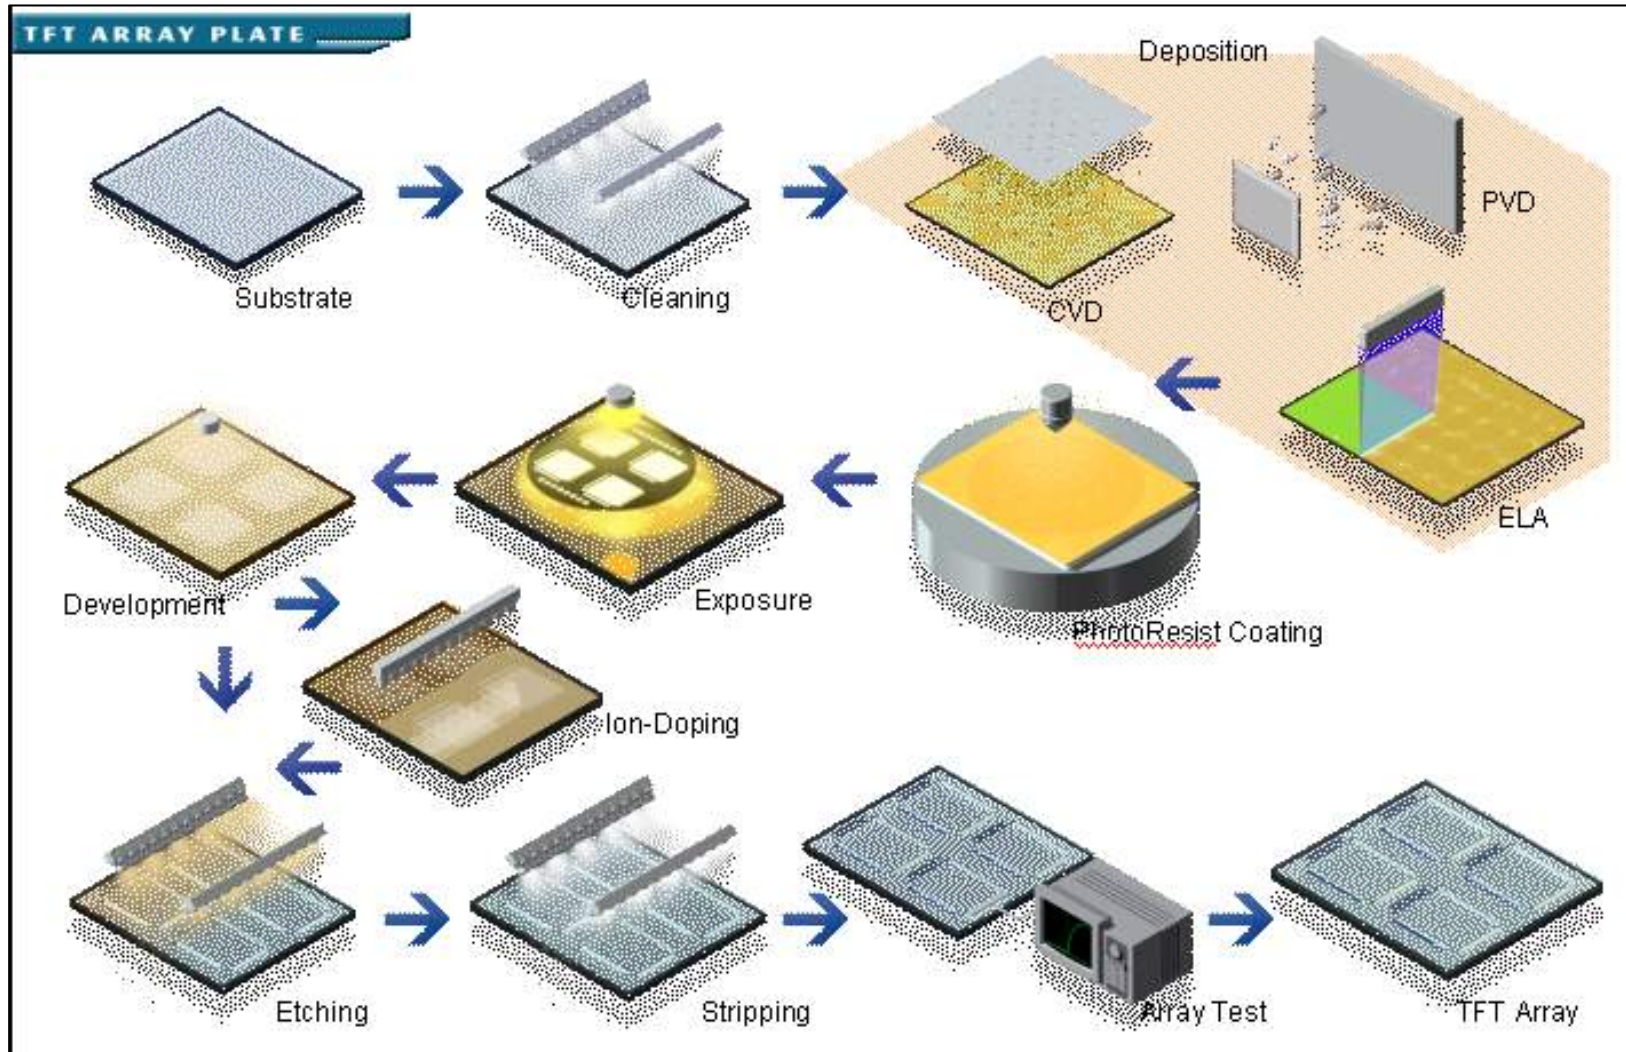 TFT ARRAY PLATE
Deposition
PVD
Substrate
Cleaning
CVD
ELA
Development
Exposure
PhotoResist Coating
Ion-Doping
Etching
Stripping
Array Test
TFT Array